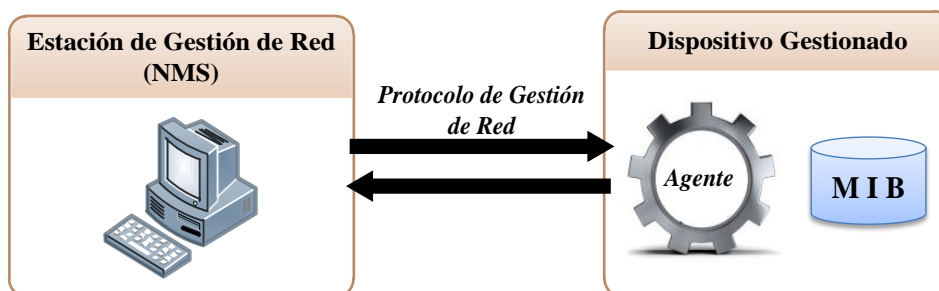 Estación de Gestión de Red
(NMS)
Protocolo de Gestión
de Red
Dispositivo Gestionado
Agente
M I B